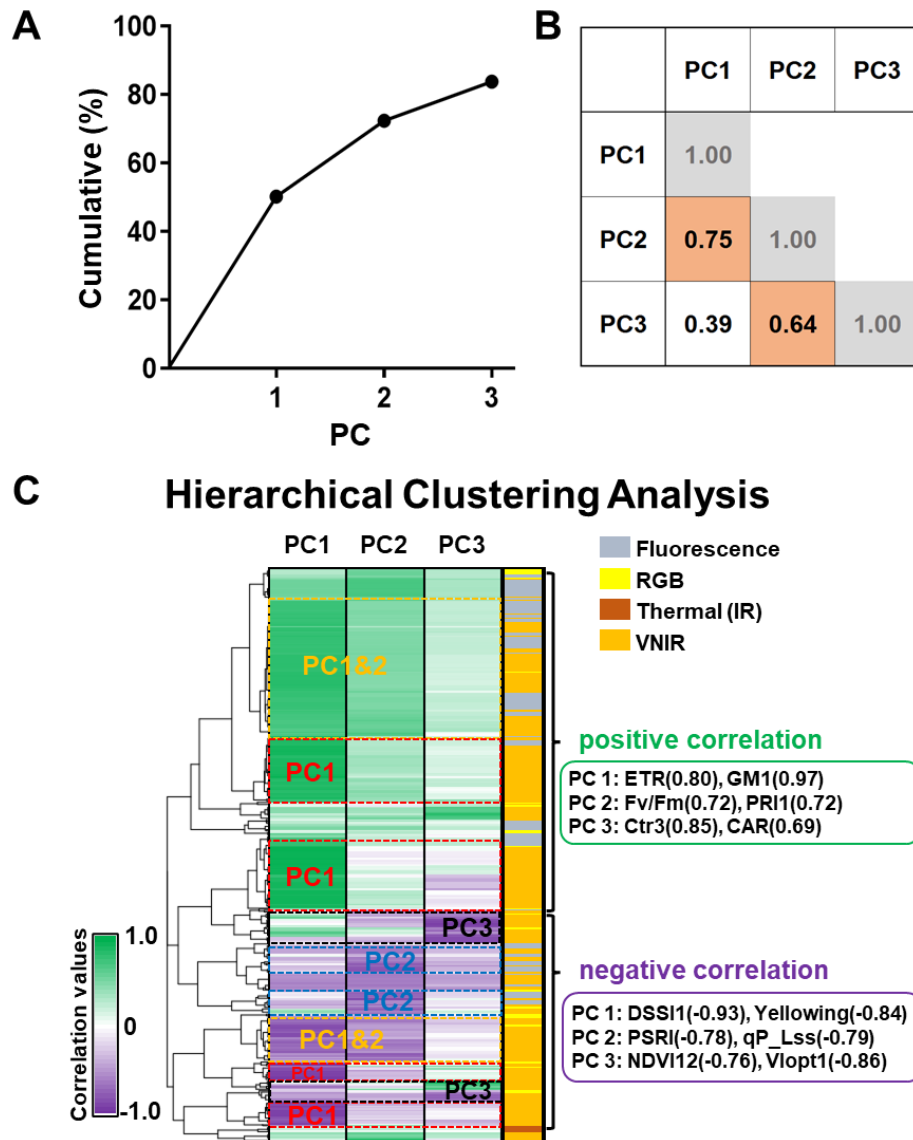 A
100
80
60
40
20
0
Cumulative (%)
1 2 3
PC
B
PC1 PC2 PC3
PC1 1.00
PC2 0.75 1.00
PC3 0.39 0.64 1.00
C Hierarchical Clustering Analysis
PC1 PC2 PC3
Fluorescence
RGB
Thermal (IR)
VNIR
PC1&2
PC1
PC1
PC3
PC2
PC2
PC1&2
PC1
PC3
PC1
positive correlation
PC 1: ETR(0.80), GM1(0.97)
PC 2: Fv/Fm(0.72), PRI1(0.72)
PC 3: Ctr3(0.85), CAR(0.69)
Correlation values
1.0
0
-1.0
negative correlation
PC 1: DSSI1(-0.93), Yellowing(-0.84)
PC 2: PSRI(-0.78), qP_Lss(-0.79)
PC 3: NDVI12(-0.76), Vlopt1(-0.86)